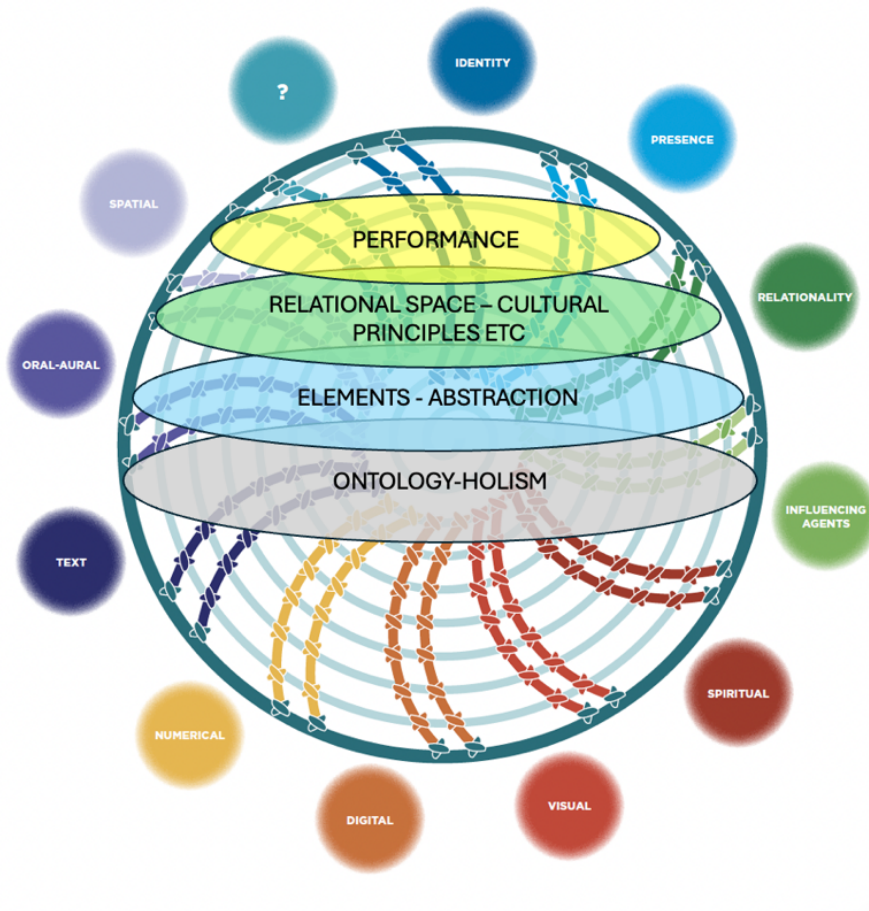 ?
IDENTITY
PRESENCE
SPATIAL
PERFORMANCE
RELATIONAL SPACE – CULTURAL
PRINCIPLES ETC
RELATIONALITY
ORAL-AURAL
ELEMENTS - ABSTRACTION
ONTOLOGY-HOLISM
INFLUENCING
AGENTS
TEXT
SPIRITUAL
NUMERICAL
VISUAL
DIGITAL